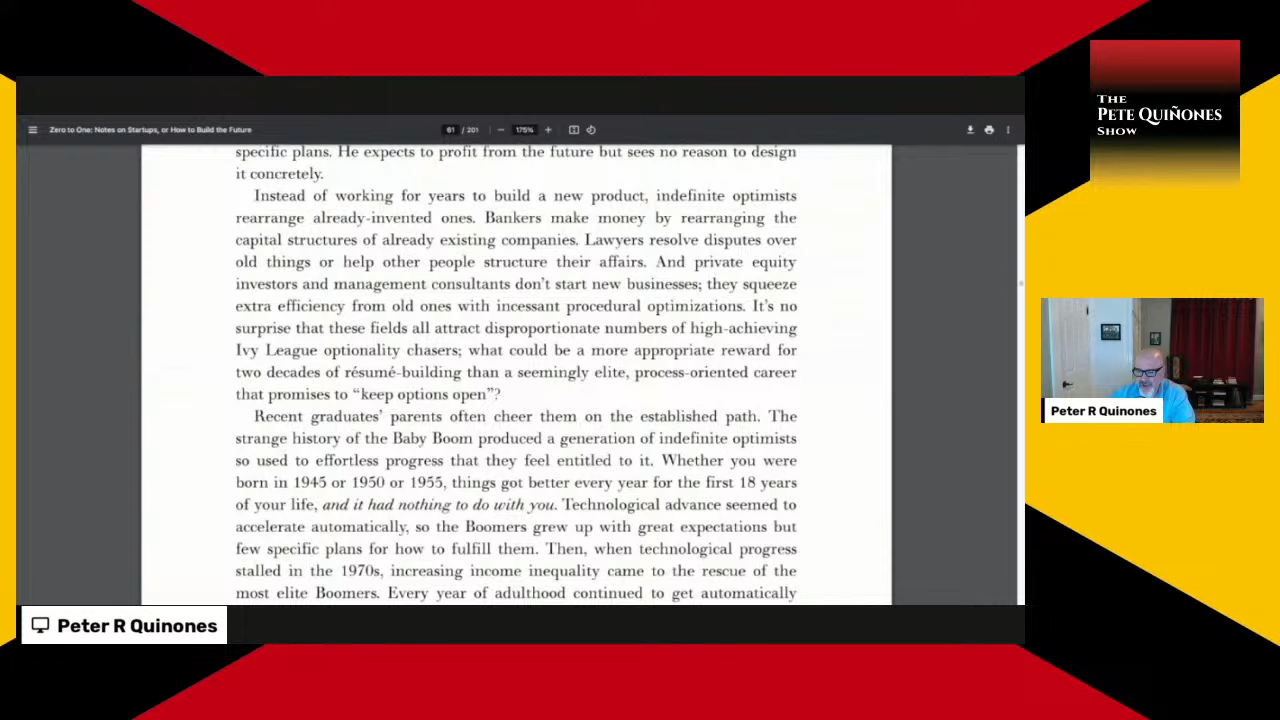 THE
PETE QUIÑONES
SHOW
Zero to One: Notes on Startups, or How to Build the Future
61 / 201
175%
specific plans. He expects to profit from the future but sees no reason to design
it concretely.
Instead of working for years to build a new product, indefinite optimists
rearrange already-invented ones. Bankers make money by rearranging the
capital structures of already existing companies. Lawyers resolve disputes over
old things or help other people structure their affairs. And private equity
investors and management consultants don't start new businesses; they squeeze
extra efficiency from old ones with incessant procedural optimizations. It's no
surprise that these fields all attract disproportionate numbers of high-achieving
Ivy League optionality chasers; what could be a more appropriate reward for
two decades of résumé-building than a seemingly elite, process-oriented career
that promises to “keep options open”?
Recent graduates' parents often cheer them on the established path. The
strange history of the Baby Boom produced a generation of indefinite optimists
so used to effortless progress that they feel entitled to it. Whether you were
born in 1945 or 1950 or 1955, things got better every year for the first 18 years
of your life, and it had nothing to do with you. Technological advance seemed to
accelerate automatically, so the Boomers grew up with great expectations but
few specific plans for how to fulfill them. Then, when technological progress
stalled in the 1970s, increasing income inequality came to the rescue of the
most elite Boomers. Every year of adulthood continued to get automatically
Peter R Quinones
Peter R Quinones